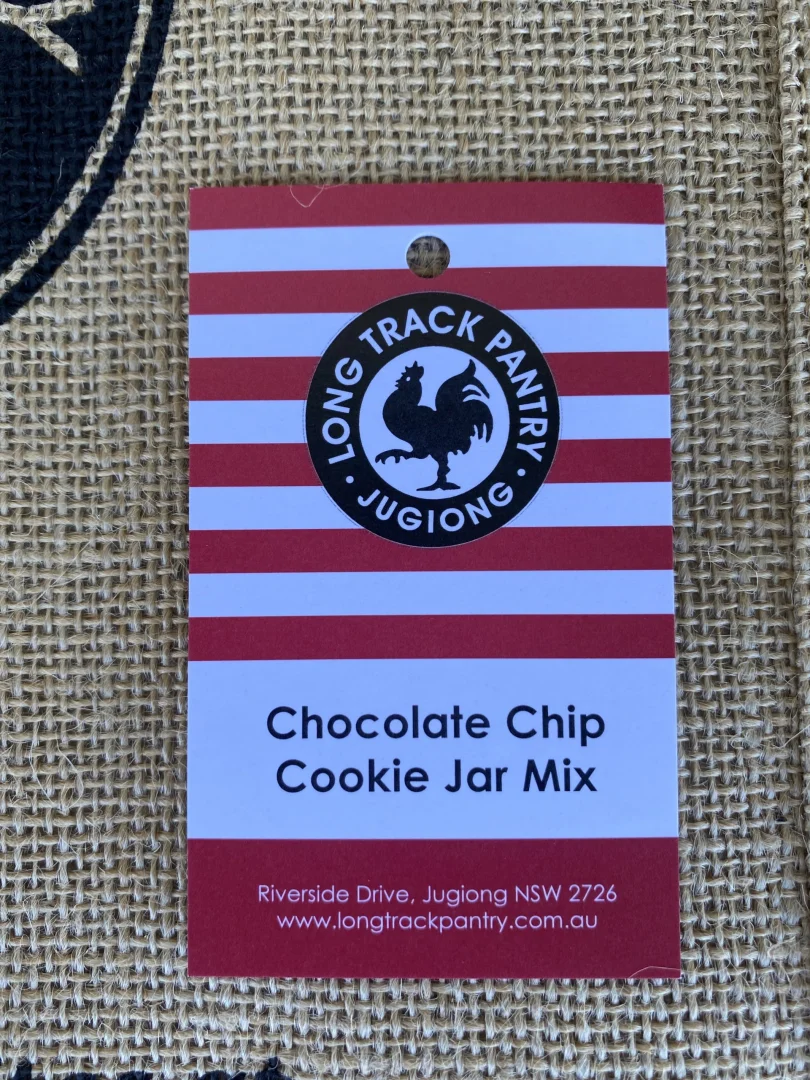 LONG TRACK PANTRY
• JUGIONG •
Chocolate Chip
Cookie Jar Mix
Riverside Drive, Jugiong NSW 2726
www.longtrackpantry.com.au